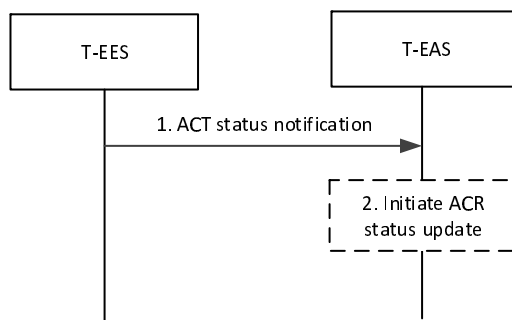 T-EES
T-EAS
1. ACT status notification
2. Initiate ACR
status update